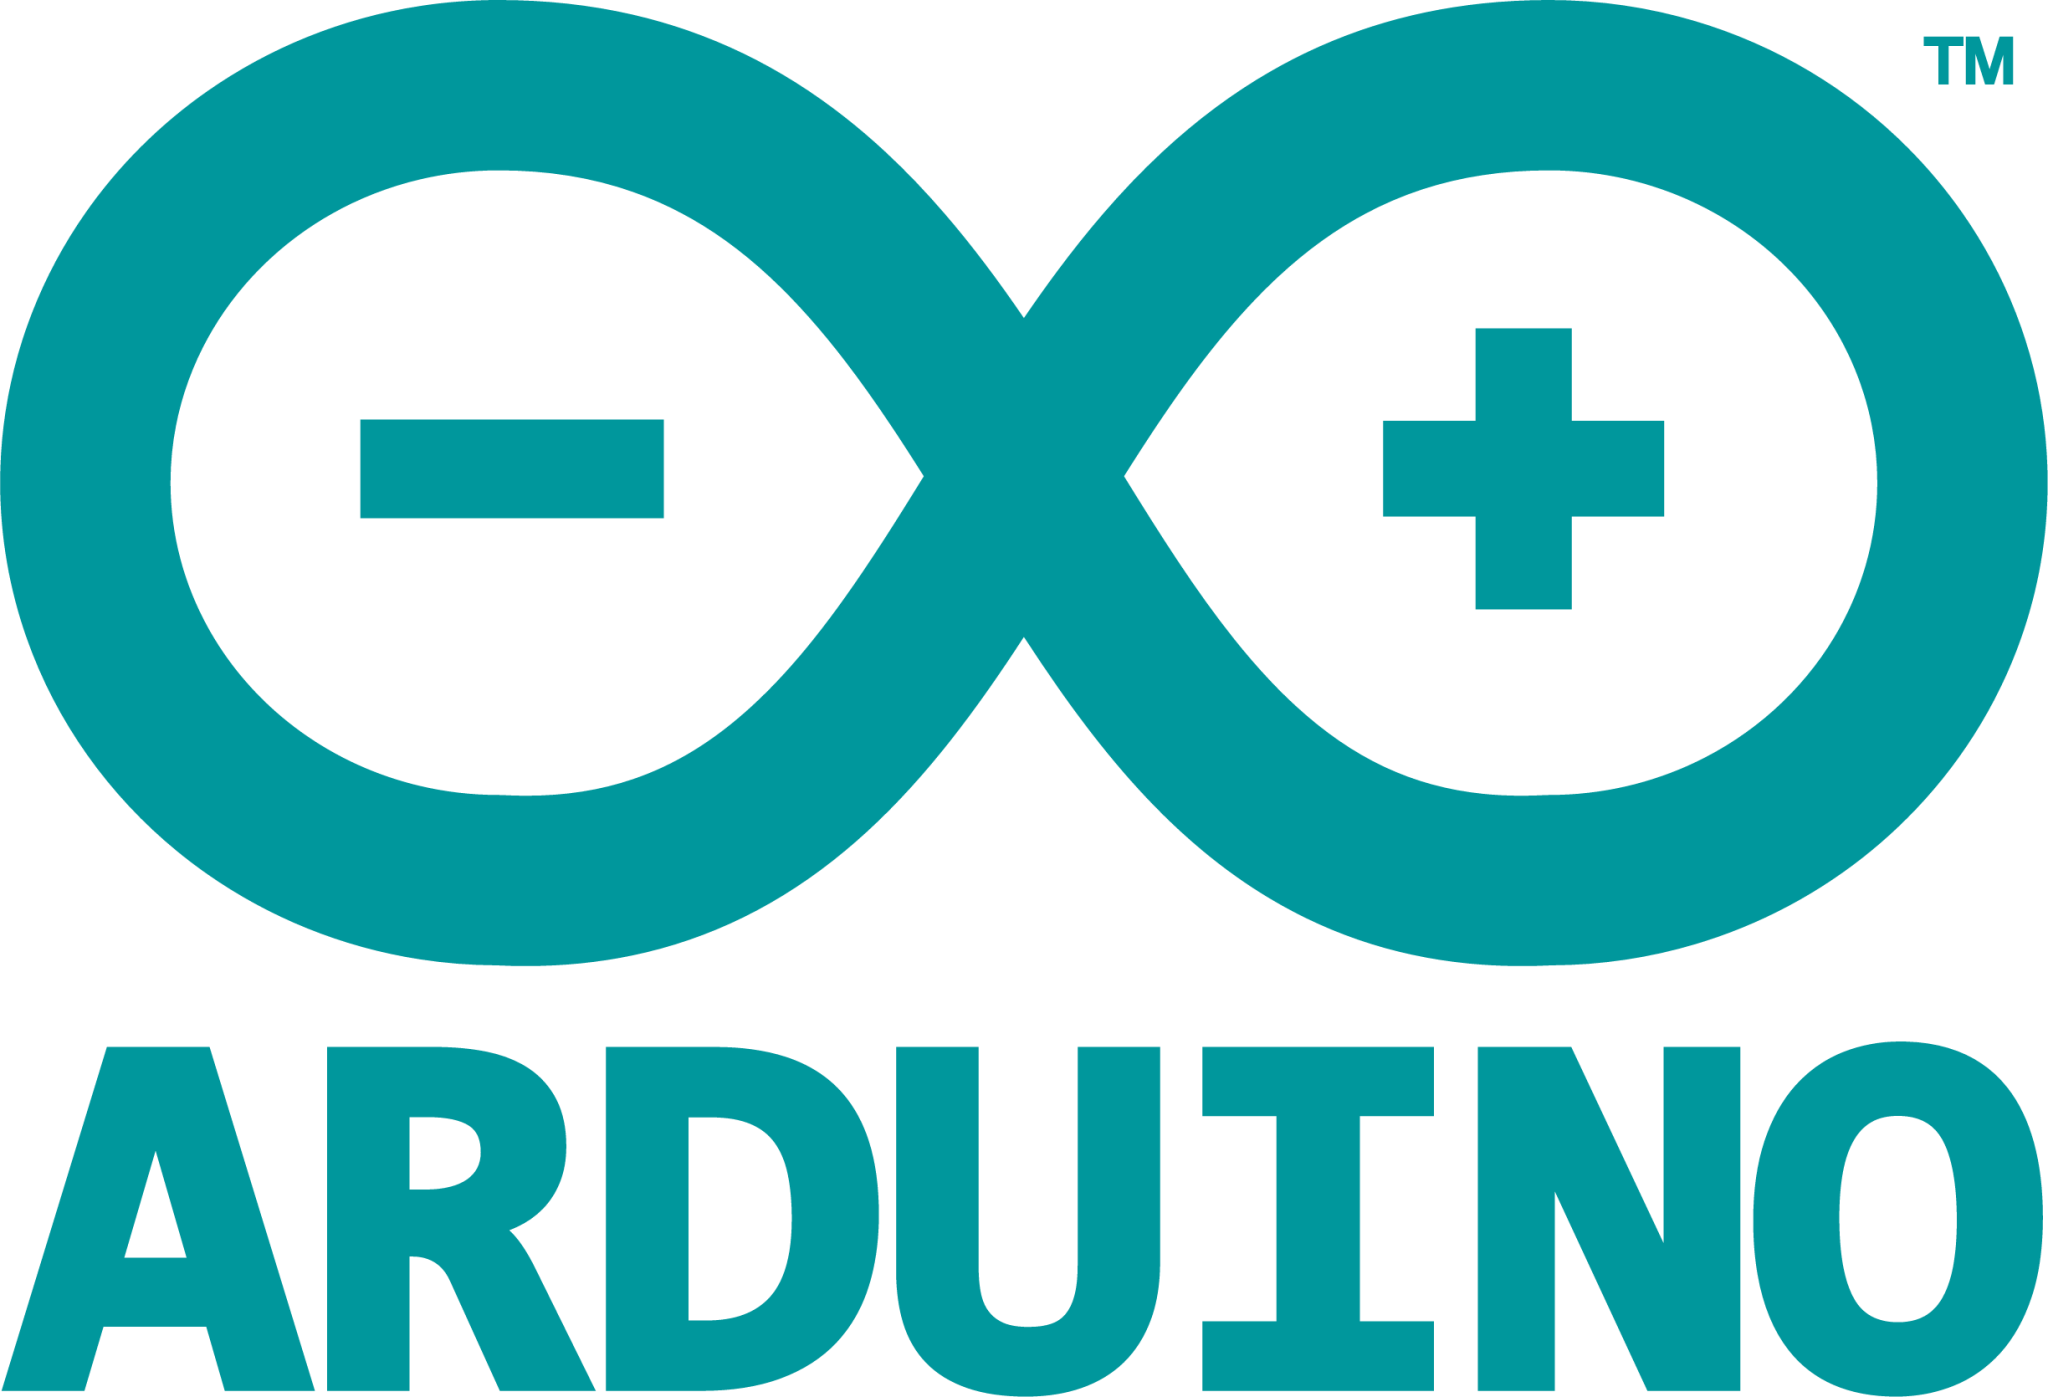 TM
− +
ARDUINO